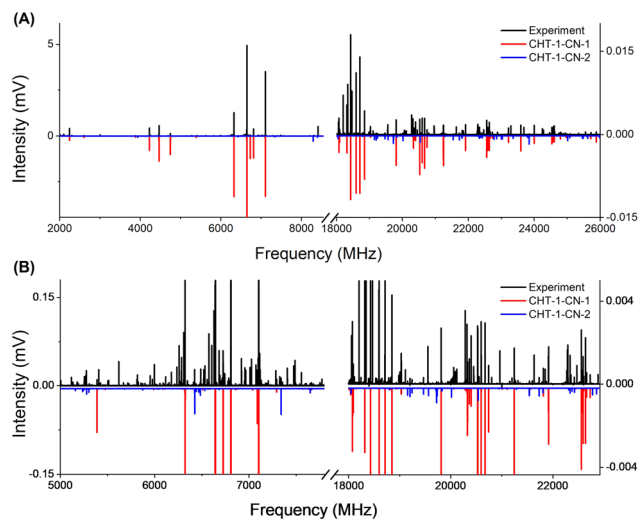 (A)
Intensity (mV)
5
0
5
Experiment
CHT-1-CN-1
CHT-1-CN-2
0.015
0.000
-0.015
2000 4000 6000 8000 18000 20000 22000 24000 26000
Frequency (MHz)
(B)
Intensity (mV)
0.15
0.00
-0.15
Experiment
CHT-1-CN-1
CHT-1-CN-2
0.004
0.000
-0.004
5000 6000 7000 18000 20000 22000
Frequency (MHz)